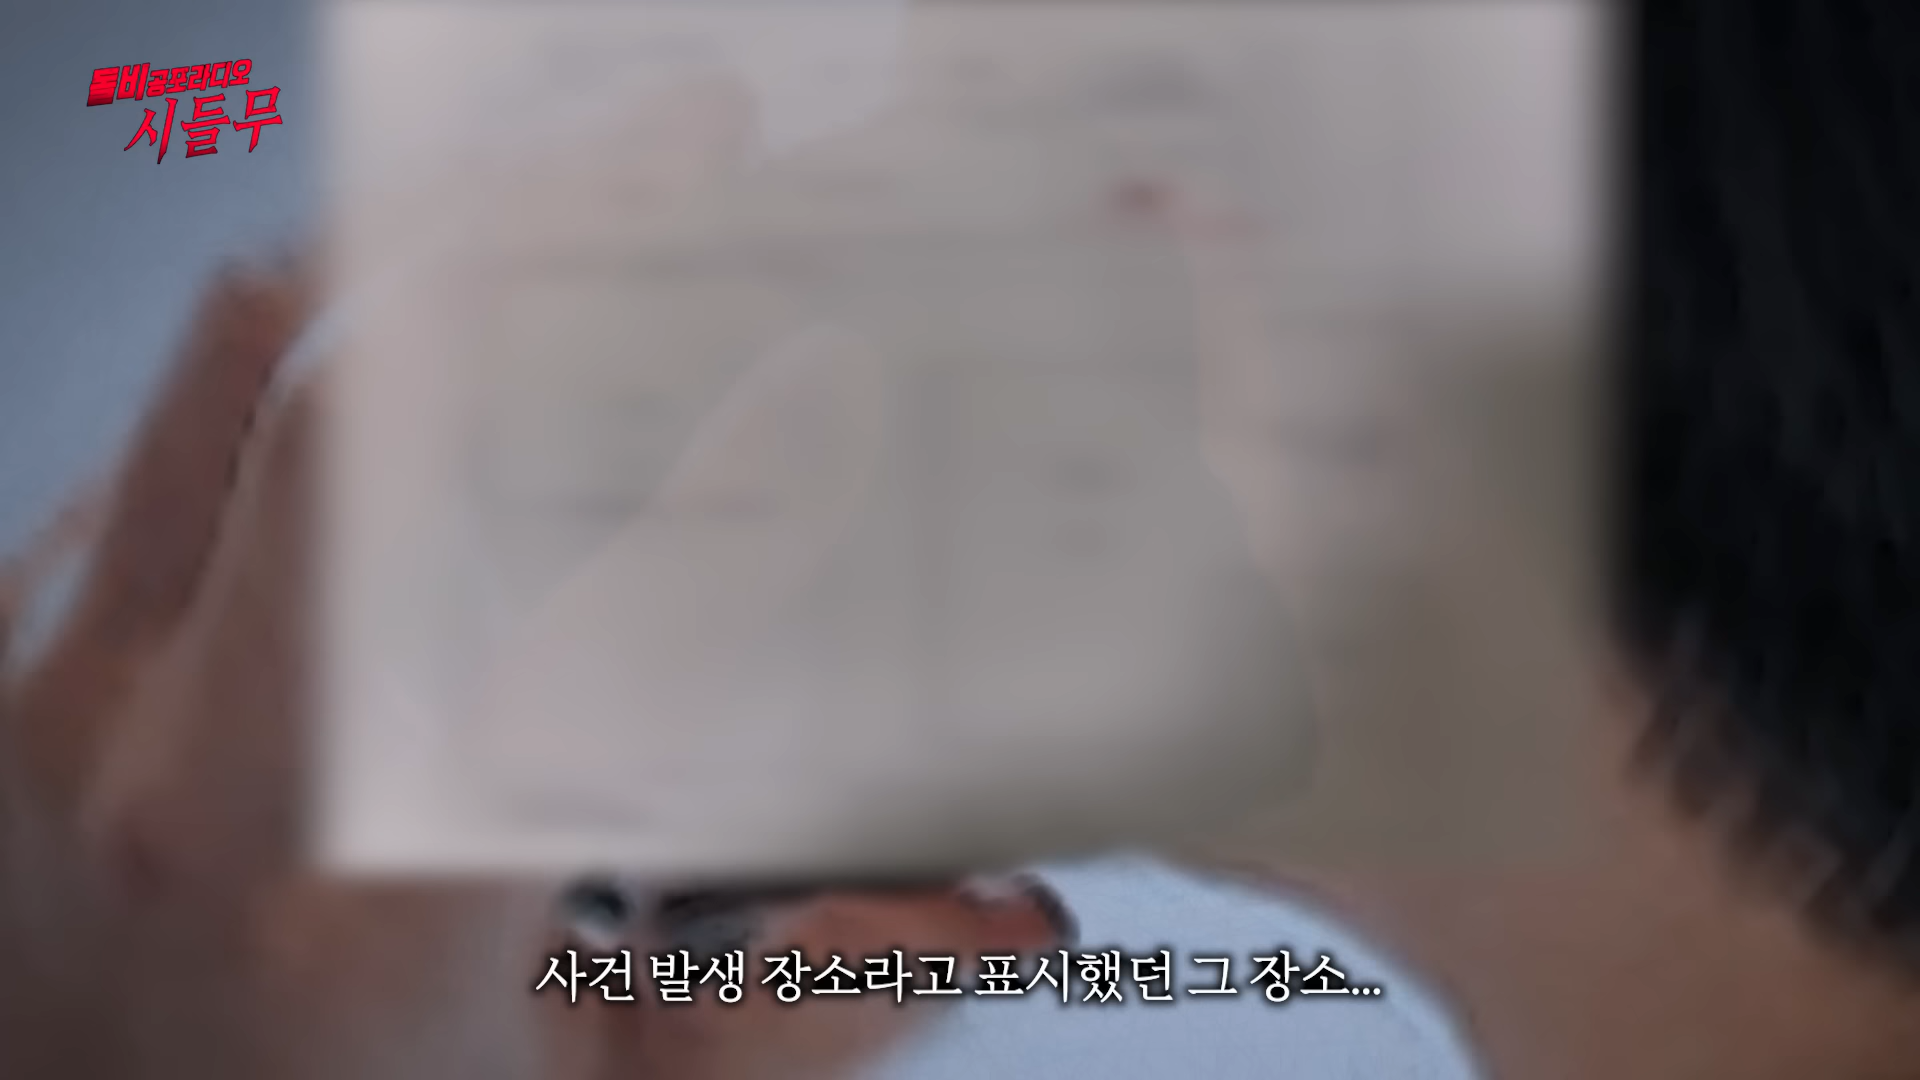 돌비공포라디오
시들무
사건 발생 장소라고 표시했던 그 장소...